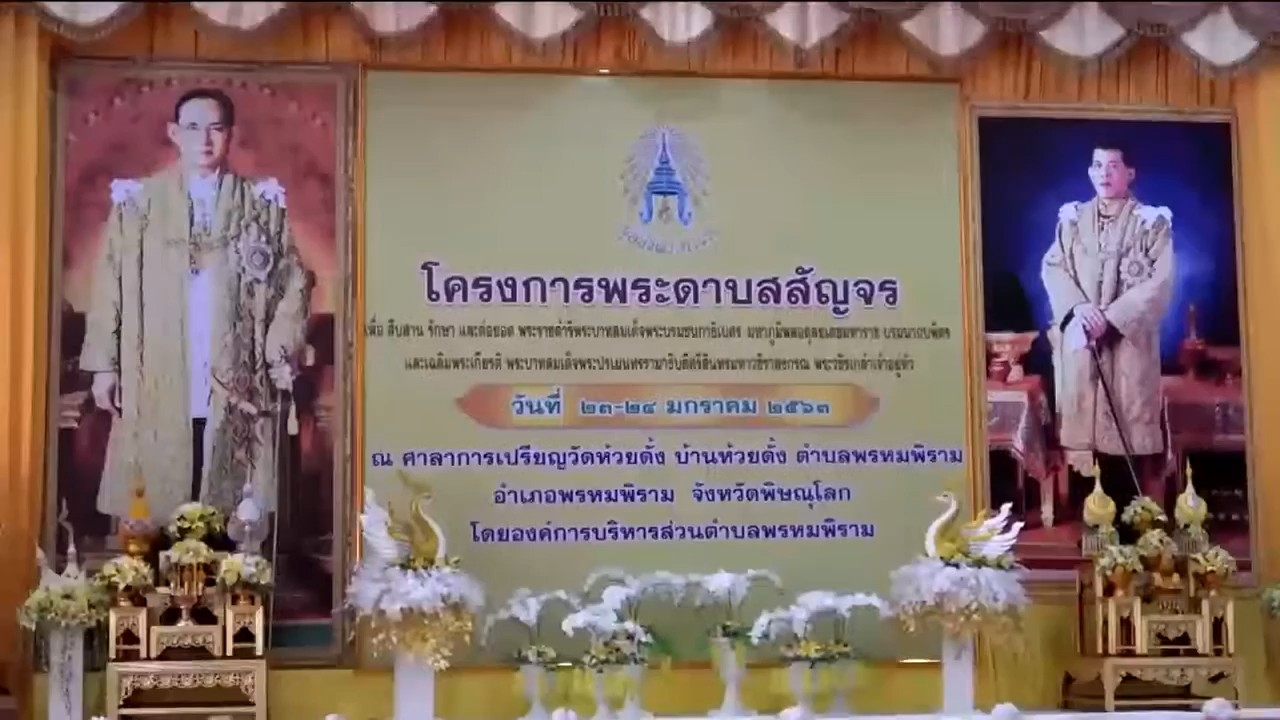 โครงการพระดาบสสัญจร
เพื่อ สืบสาน รักษา และต่อยอด พระราชดำริพระบาทสมเด็จพระบรมชนกาธิเบศร มหาภูมิพลอดุลยเดชมหาราช บรมนาถบพิตร
และเฉลิมพระเกียรติ พระบาทสมเด็จพระปรเมนทรรามาธิบดีศรีสินทรมหาวชิราลงกรณ พระวชิรเกล้าเจ้าอยู่หัว
วันที่ ๒๓-๒๔ มกราคม ๒๕๖๓
ณ ศาลาการเปรียญวัดห้วยดั้ง บ้านห้วยดั้ง ตำบลพรหมพิราม
อำเภอพรหมพิราม จังหวัดพิษณุโลก
โดยองค์การบริหารส่วนตำบลพรหมพิราม